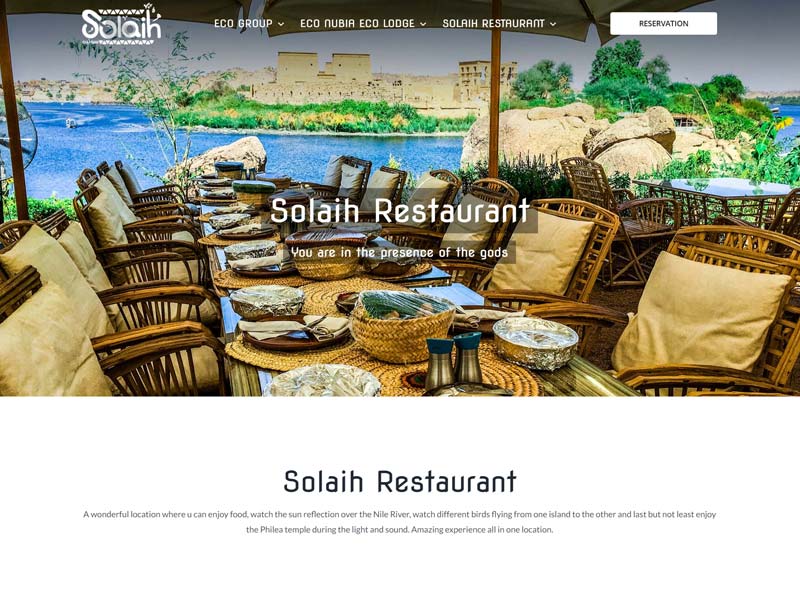 Solaih
ECO GROUP
ECO NUBIA ECO LODGE
SOLAIH RESTAURANT
RESERVATION
Solaih Restaurant
You are in the presence of the gods
Solaih Restaurant
A wonderful location where u can enjoy food, watch the sun reflection over the Nile River, watch different birds flying from one island to the other and last but not least enjoy
the Philea temple during the light and sound. Amazing experience all in one location.